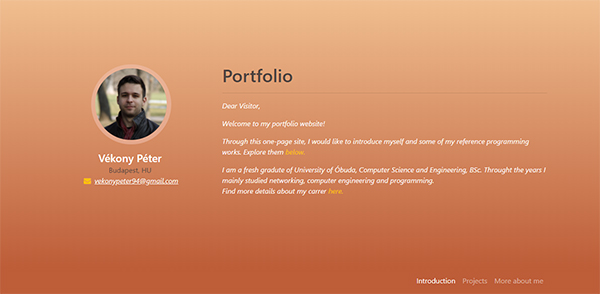 Portfolio
Dear Visitor,
Welcome to my portfolio website!
Through this one-page site, I would like to introduce myself and some of my reference programming
works. Explore them below.
I am a fresh gradute of University of Óbuda, Computer Science and Engineering, BSc. Throught the years I
mainly studied networking, computer engineering and programming.
Find more details about my carrer here.
Vékony Péter
Budapest, HU
vekonypeter94@gmail.com
Introduction Projects More about me